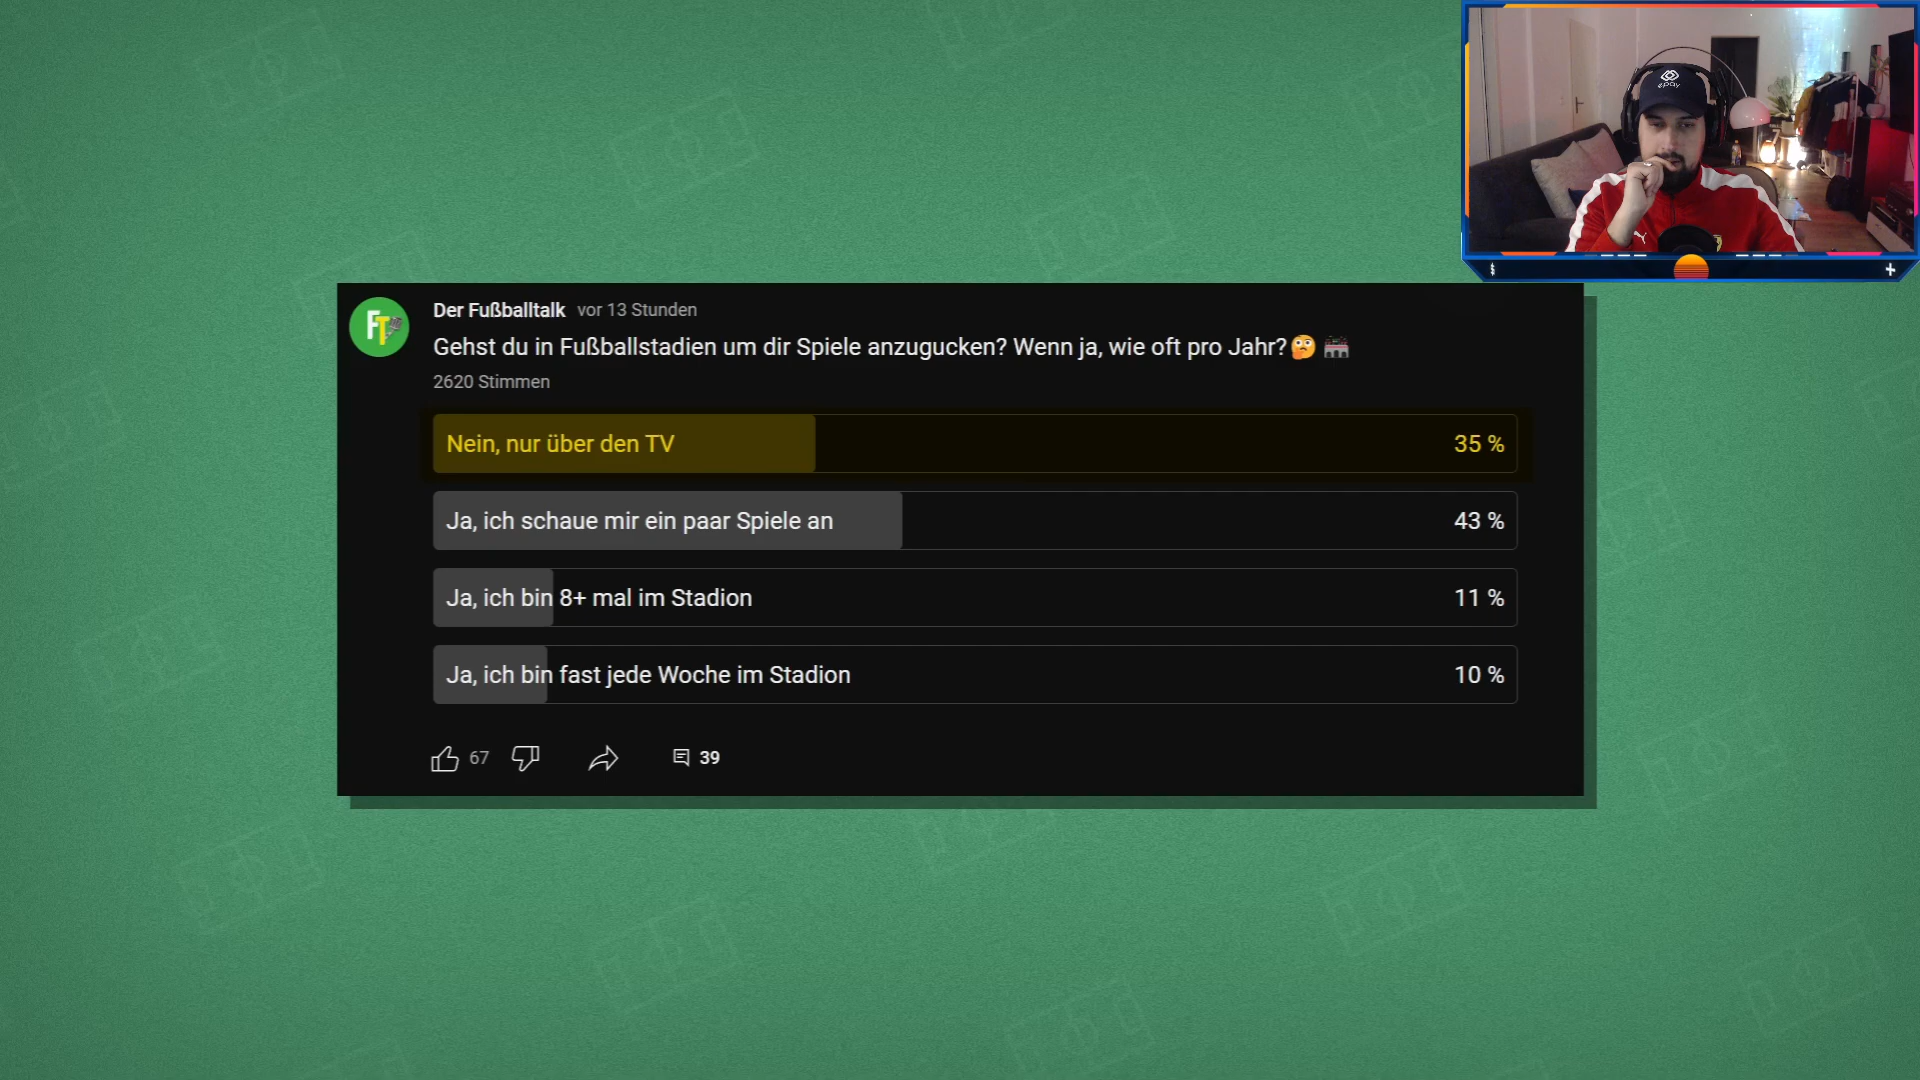 epay
Der Fußballtalk vor 13 Stunden
FT
Gehst du in Fußballstadien um dir Spiele anzugucken? Wenn ja, wie oft pro Jahr?🤔 🏟️
2620 Stimmen
Nein, nur über den TV 35 %
Ja, ich schaue mir ein paar Spiele an 43 %
Ja, ich bin 8+ mal im Stadion 11 %
Ja, ich bin fast jede Woche im Stadion 10 %
67 39